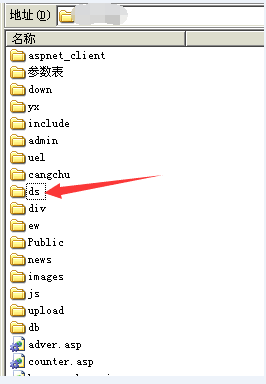 地址(D)
名称
aspnet_client
参数表
down
yx
include
admin
uel
cangchu
ds
div
ew
Public
news
images
js
upload
db
adver.asp
counter.asp